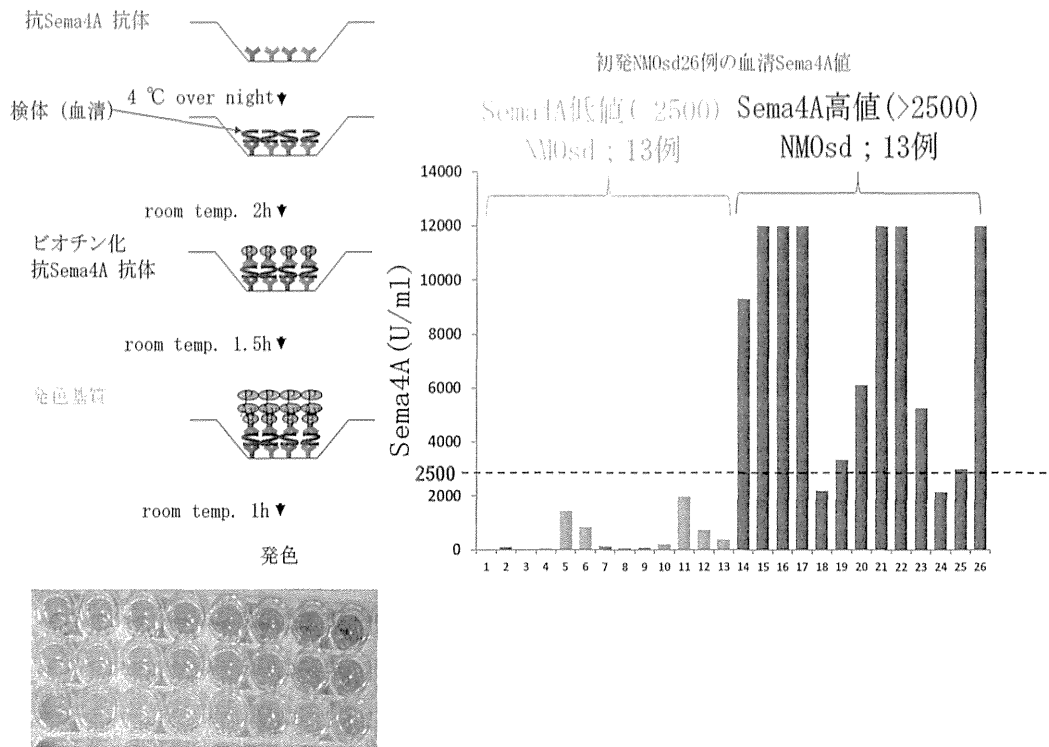 抗Sema4A 抗体
4 ℃ over night
検体 (血清)
room temp. 2h
ビオチン化
抗Sema4A 抗体
room temp. 1.5h
発色基質
room temp. 1h
発色
初発NMOsd26例の血清Sema4A値
Sema4A低値( 2500)
NMOsd ; 13例
Sema4A高値(>2500)
NMOsd ; 13例
Sema4A(U/ml)
14000
12000
10000
8000
6000
4000
2500
2000
0
1 2 3 4 5 6 7 8 9 10 11 12 13 14 15 16 17 18 19 20 21 22 23 24 25 26